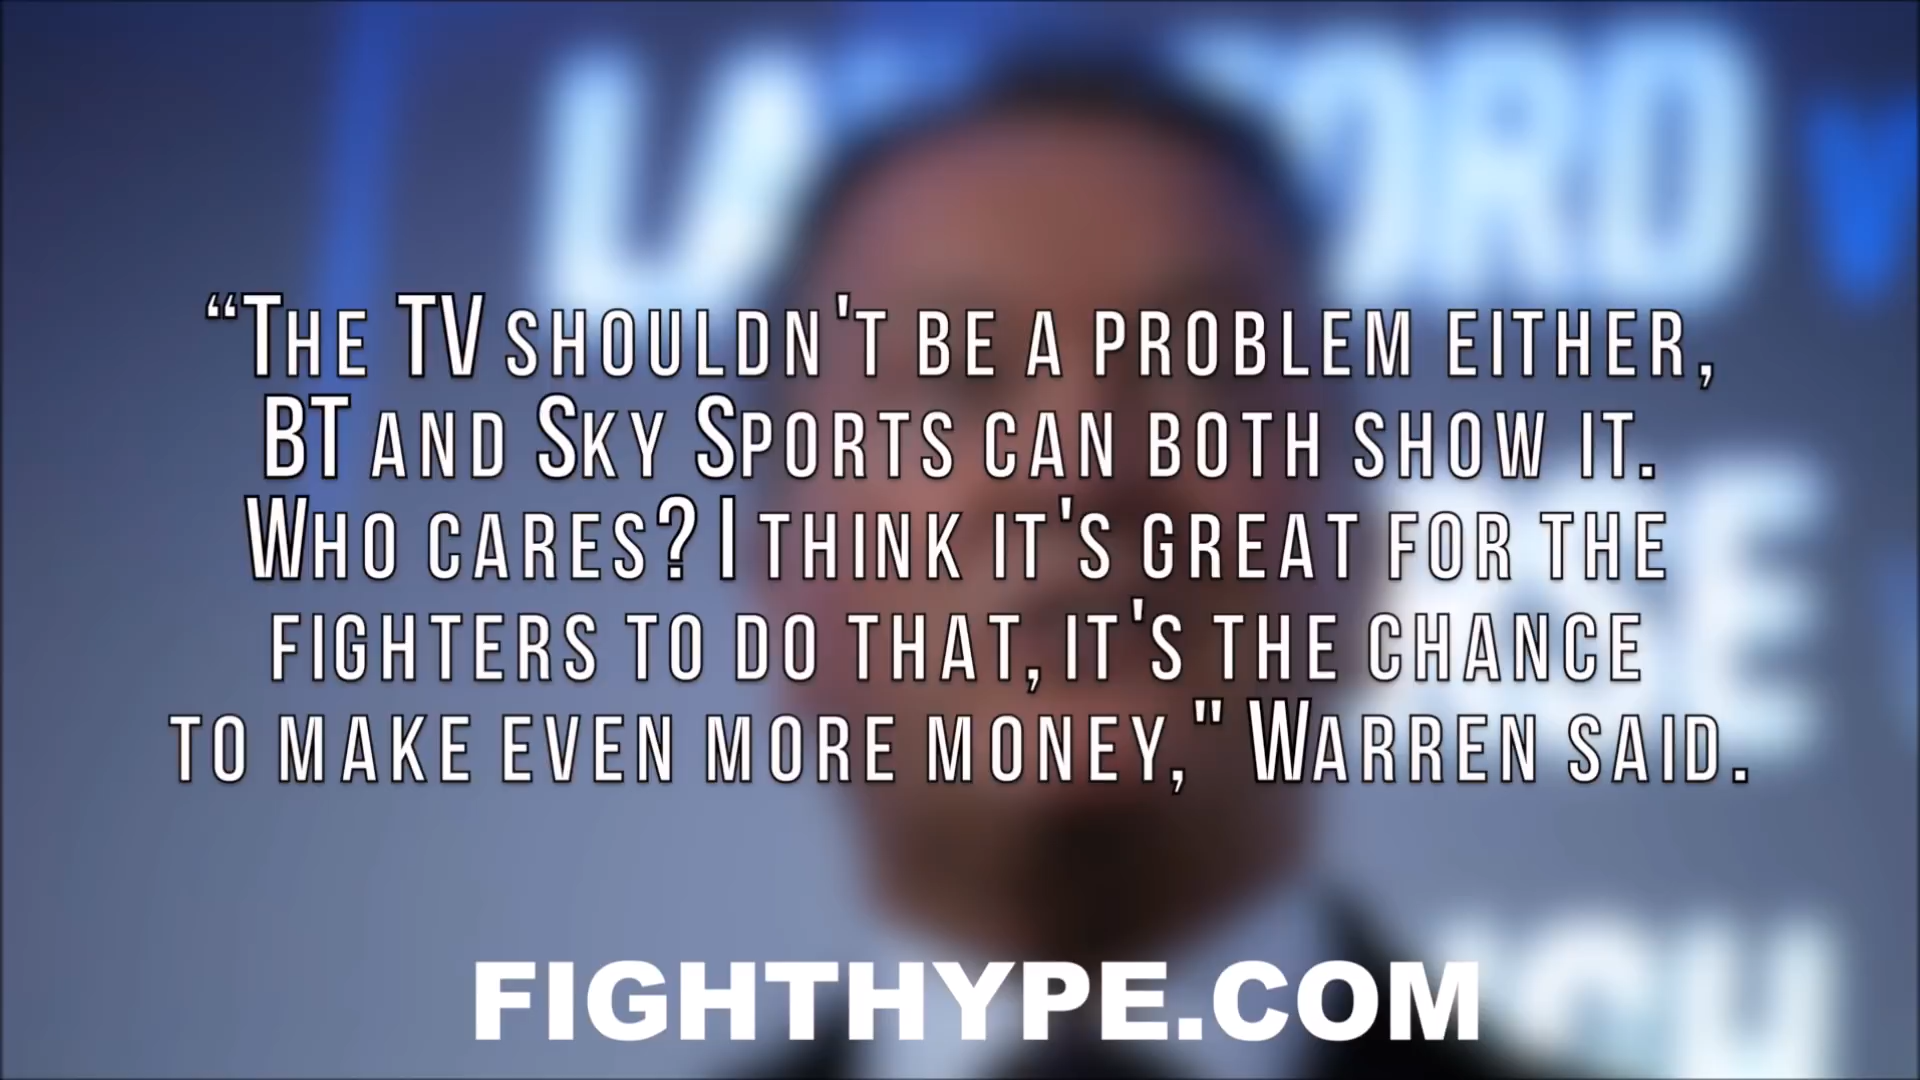 “The TV shouldn't be a problem either,
BT and Sky Sports can both show it.
Who cares? I think it's great for the
fighters to do that, it's the chance
to make even more money," Warren said.
FIGHTHYPE.COM